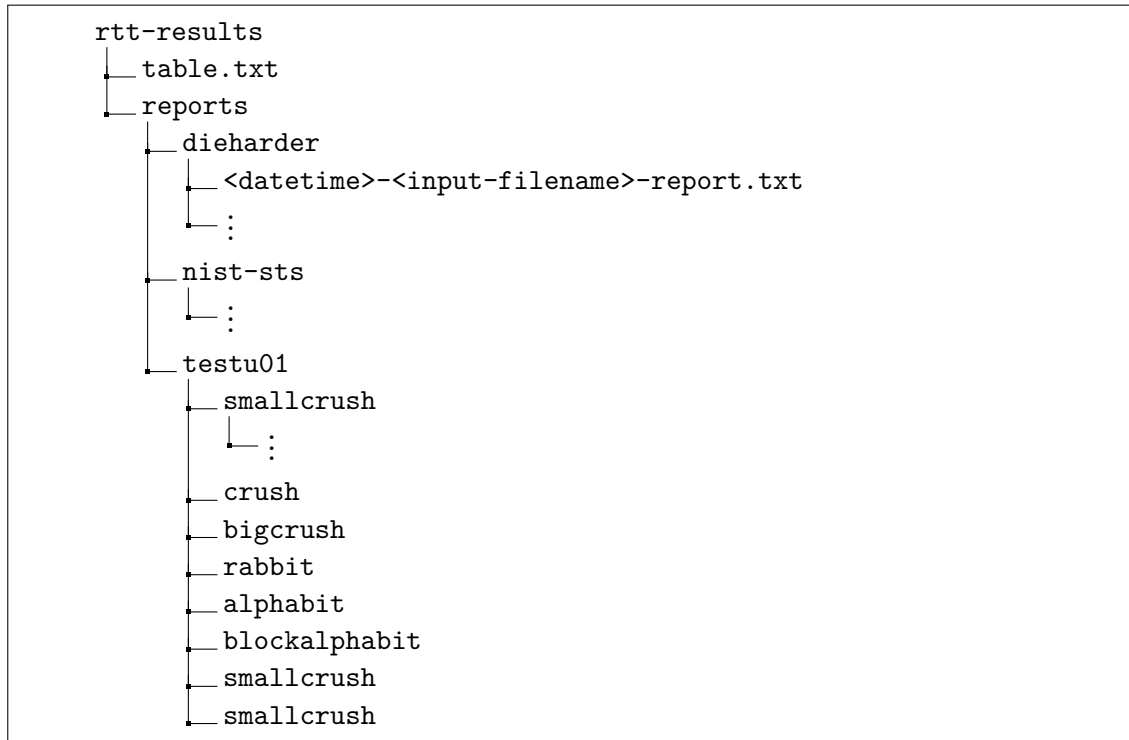 rtt-results
table.txt
reports
dieharder
<datetime>-<input-filename>-report.txt
⋮
nist-sts
⋮
testu01
smallcrush
⋮
crush
bigcrush
rabbit
alphabit
blockalphabit
smallcrush
smallcrush